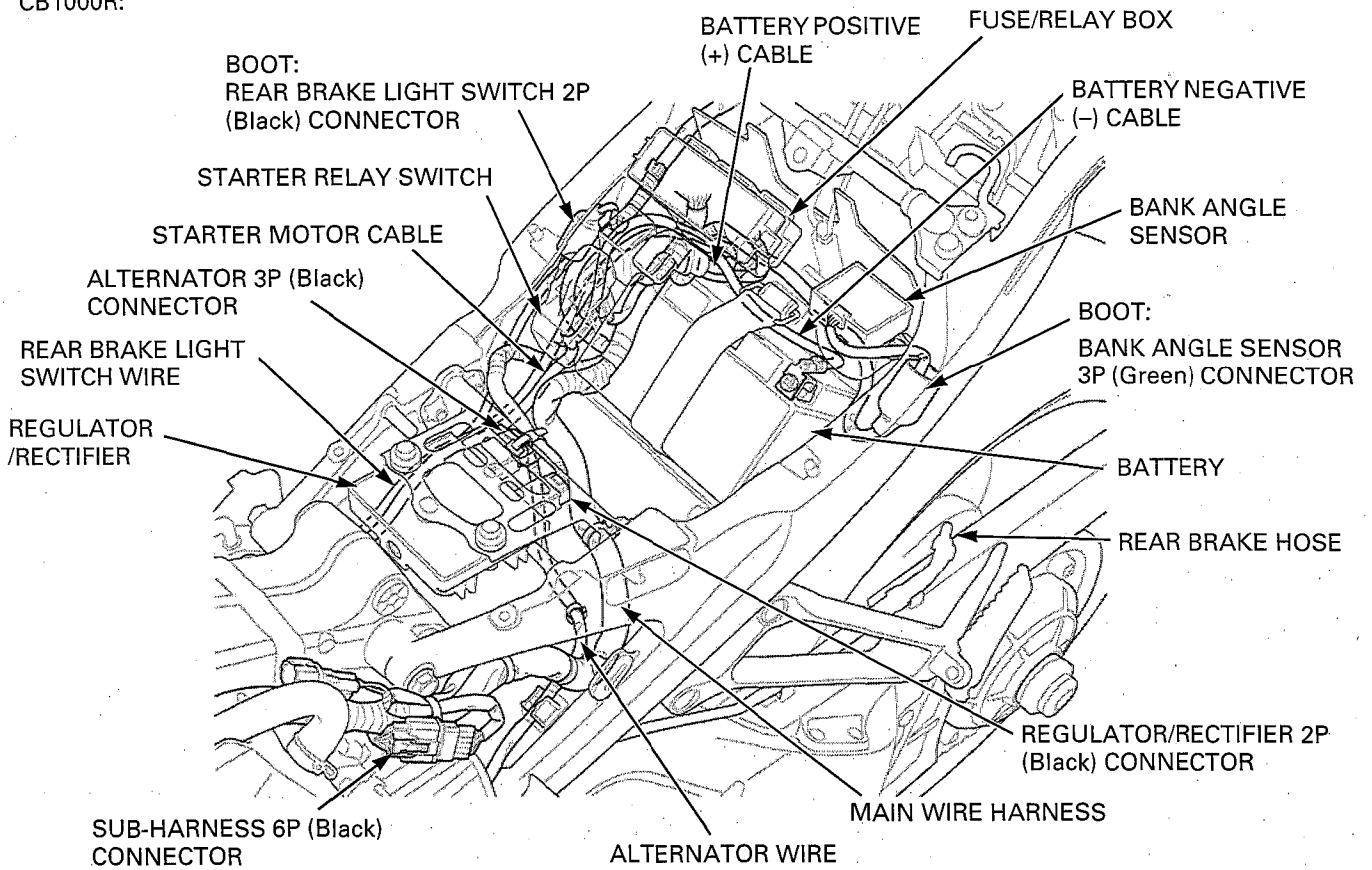 CB1000R:
BATTERY POSITIVE
(+) CABLE
FUSE/RELAY BOX
BOOT:
REAR BRAKE LIGHT SWITCH 2P
(Black) CONNECTOR
BATTERY NEGATIVE
(–) CABLE
STARTER RELAY SWITCH
BANK ANGLE
SENSOR
STARTER MOTOR CABLE
ALTERNATOR 3P (Black)
CONNECTOR
BOOT:
BANK ANGLE SENSOR
3P (Green) CONNECTOR
REAR BRAKE LIGHT
SWITCH WIRE
REGULATOR
/RECTIFIER
BATTERY
REAR BRAKE HOSE
REGULATOR/RECTIFIER 2P
(Black) CONNECTOR
MAIN WIRE HARNESS
SUB-HARNESS 6P (Black)
CONNECTOR
ALTERNATOR WIRE